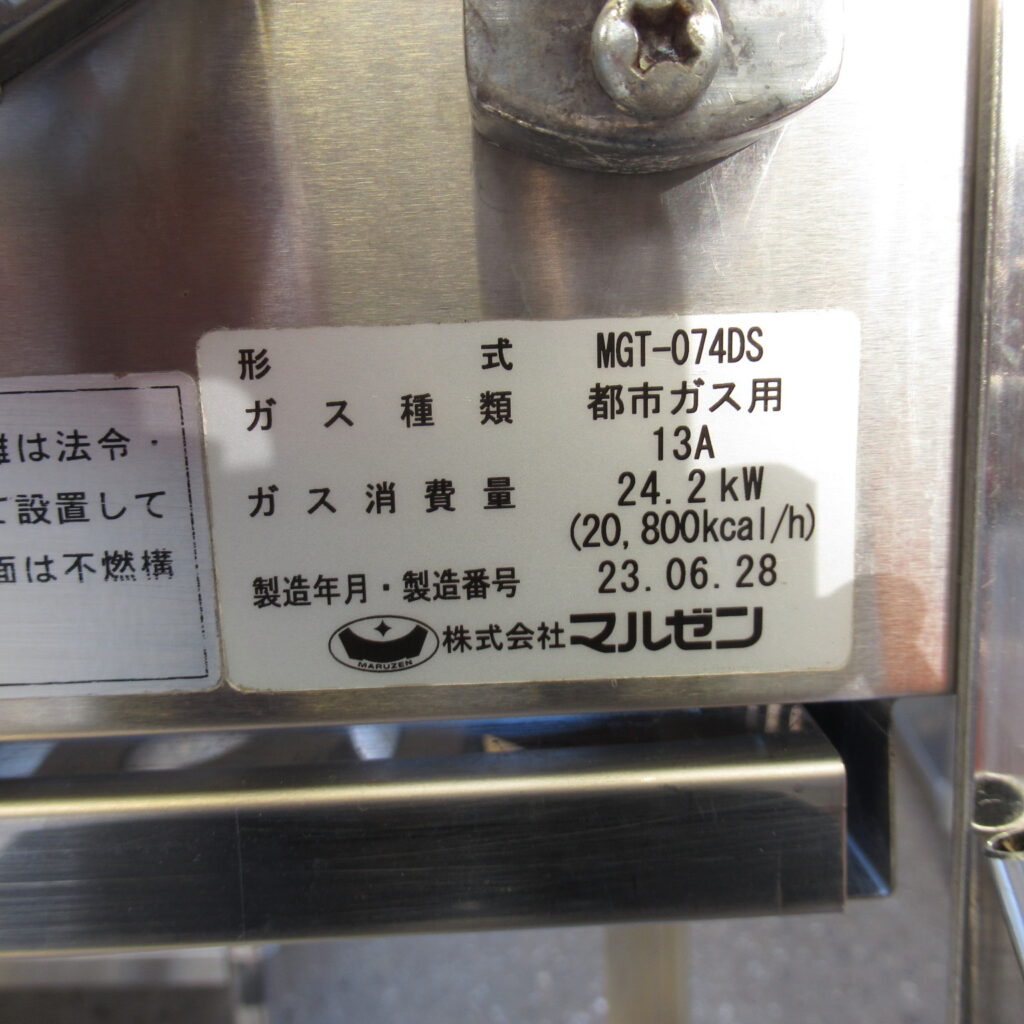 形式 MGT-074DS
ガス種類 都市ガス用
13A
ガス消費量 24.2kW
(20,800kcal/h)
製造年月・製造番号 23.06.28
MARUZEN 株式会社マルゼン
は法令・
設置して
面は不燃構